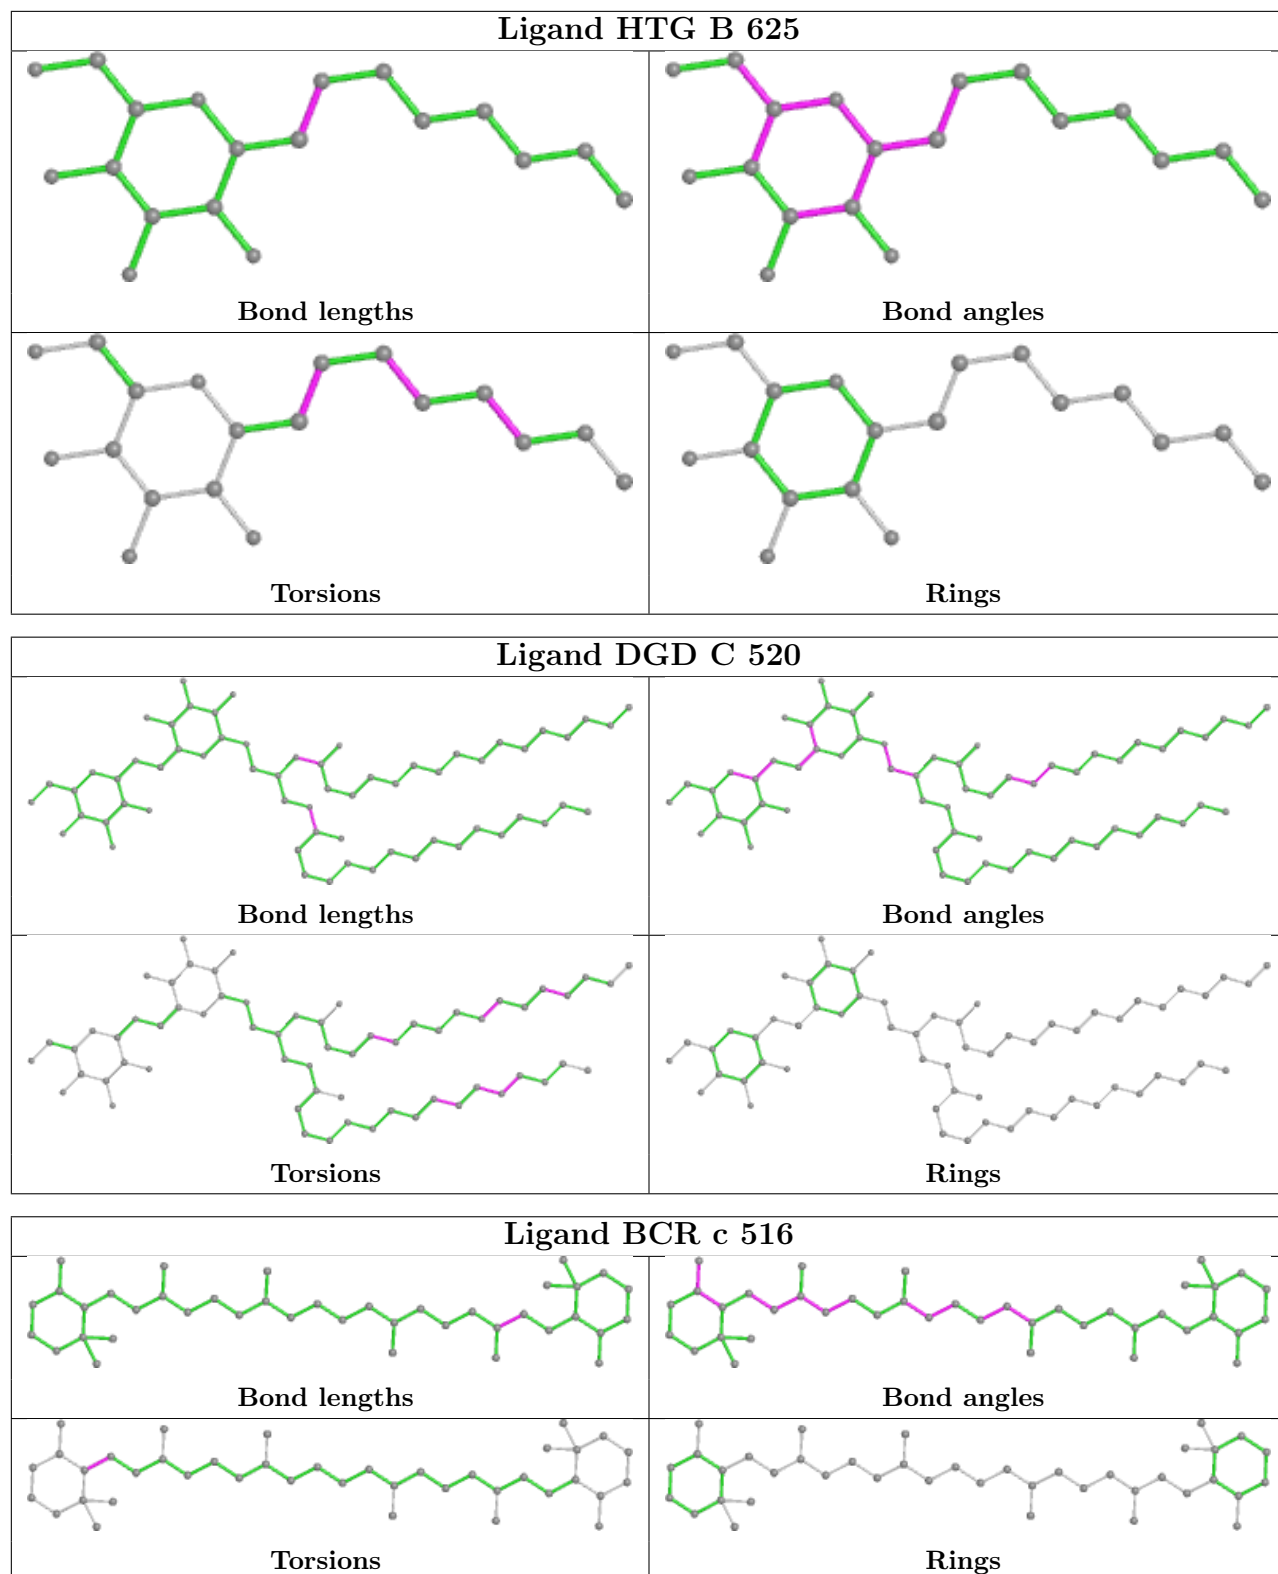 Ligand HTG B 625
Bond lengths
Bond angles
Torsions
Rings
Ligand DGD C 520
Bond lengths
Bond angles
Torsions
Rings
Ligand BCR c 516
Bond lengths
Bond angles
Torsions
Rings